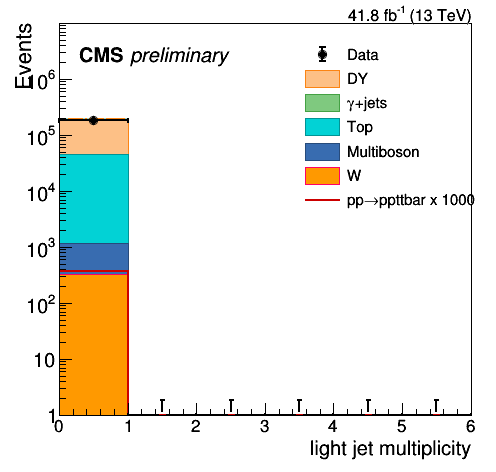 41.8 fb⁻¹ (13 TeV)
Events
CMS preliminary
Data
DY
γ+jets
Top
Multiboson
W
pp→ppttbar x 1000
10⁶
10⁵
10⁴
10³
10²
10
1
0 1 2 3 4 5 6
light jet multiplicity